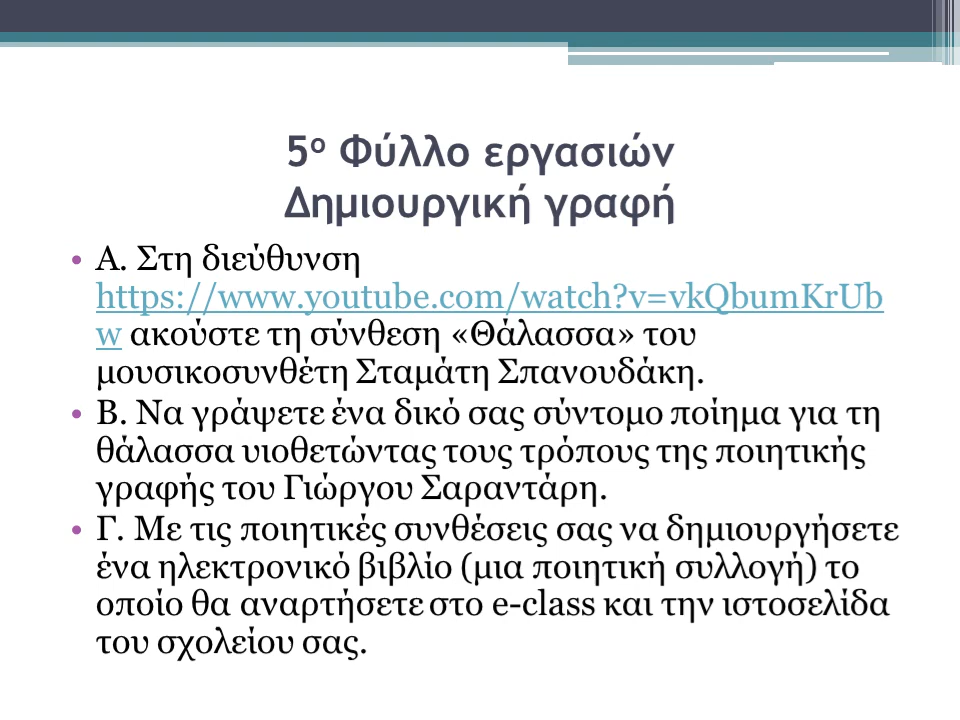 5ο Φύλλο εργασιών
Δημιουργική γραφή
• Α. Στη διεύθυνση
https://www.youtube.com/watch?v=vkQbumKrUb
w ακούστε τη σύνθεση «Θάλασσα» του
μουσικοσυνθέτη Σταμάτη Σπανουδάκη.
• Β. Να γράψετε ένα δικό σας σύντομο ποίημα για τη
θάλασσα υιοθετώντας τους τρόπους της ποιητικής
γραφής του Γιώργου Σαραντάρη.
• Γ. Με τις ποιητικές συνθέσεις σας να δημιουργήσετε
ένα ηλεκτρονικό βιβλίο (μια ποιητική συλλογή) το
οποίο θα αναρτήσετε στο e-class και την ιστοσελίδα
του σχολείου σας.